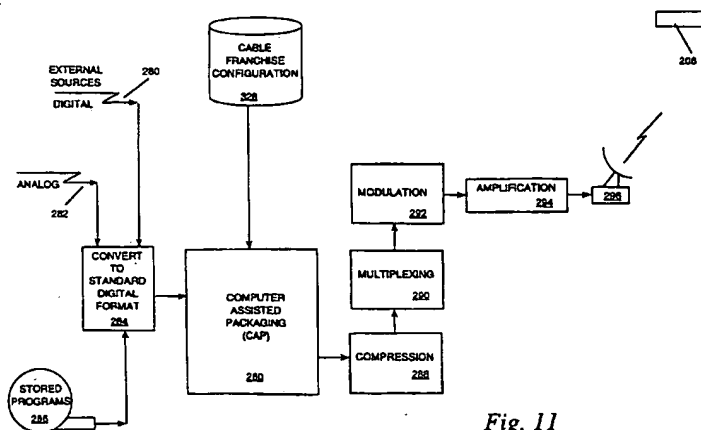 CABLE
FRANCHISE
CONFIGURATION
328
208
EXTERNAL
SOURCES
280
DIGITAL
ANALOG
282
CONVERT
TO
STANDARD
DIGITAL
FORMAT
284
COMPUTER
ASSISTED
PACKAGING
(CAP)
260
MODULATION
292
AMPLIFICATION
294
296
MULTIPLEXING
290
COMPRESSION
288
STORED
PROGRAMS
286
Fig. 11